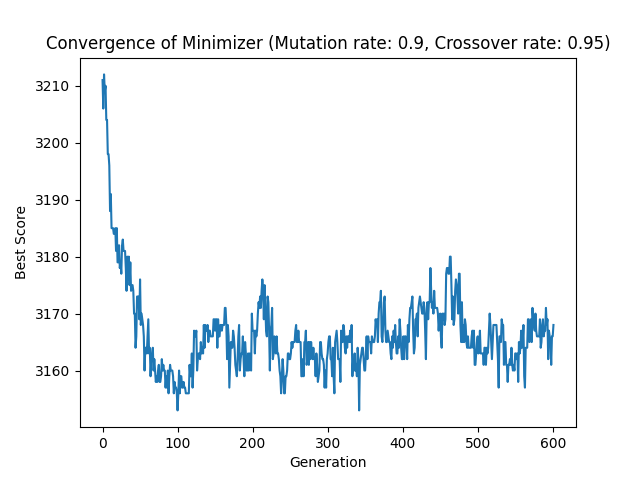 Convergence of Minimizer (Mutation rate: 0.9, Crossover rate: 0.95)
Best Score
3210
3200
3190
3180
3170
3160
0 100 200 300 400 500 600
Generation